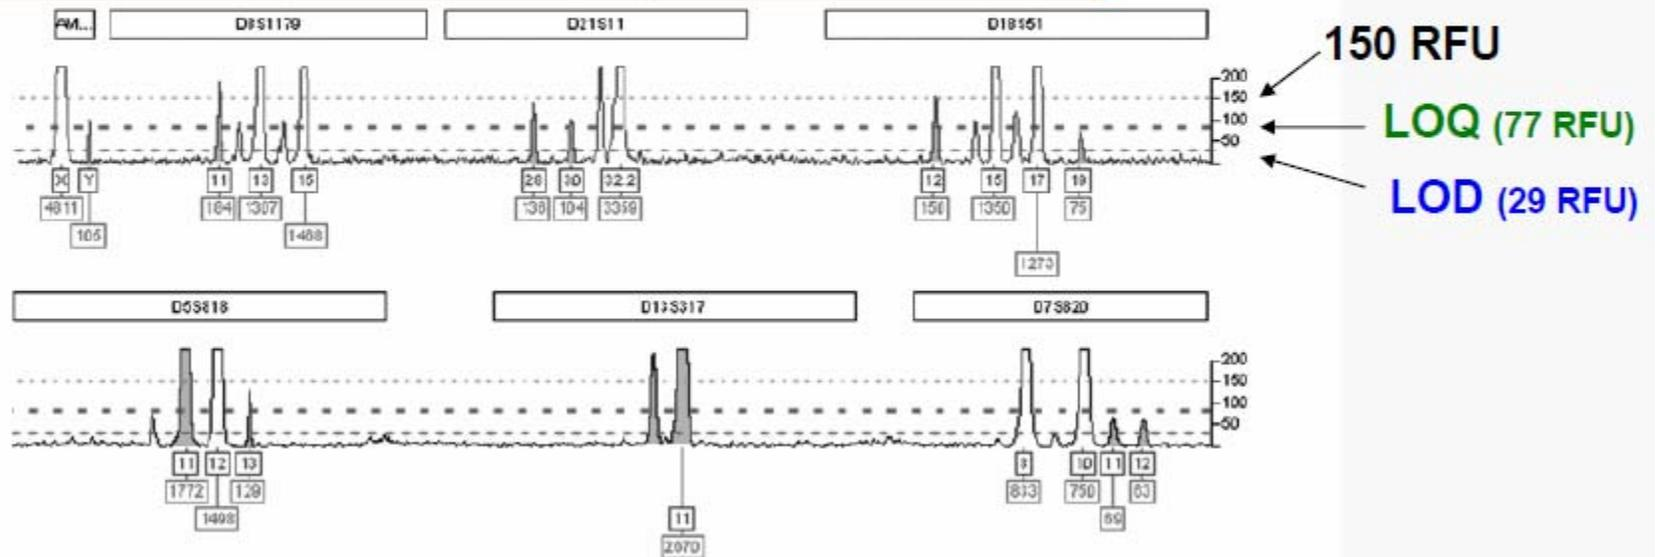 AM... D8S1179 D21S11 D18S51
150 RFU
LOQ (77 RFU)
LOD (29 RFU)
200
150
100
50
X Y 11 13 15 28 30 32.2 12 15 17 19
4811 184 1307 138 104 3359 1350 75
105 1273
D5S818 D13S317 D7S820
200
150
100
50
11 12 13 8 10 11 12
1772 129 750 63
1498 11 69
2070